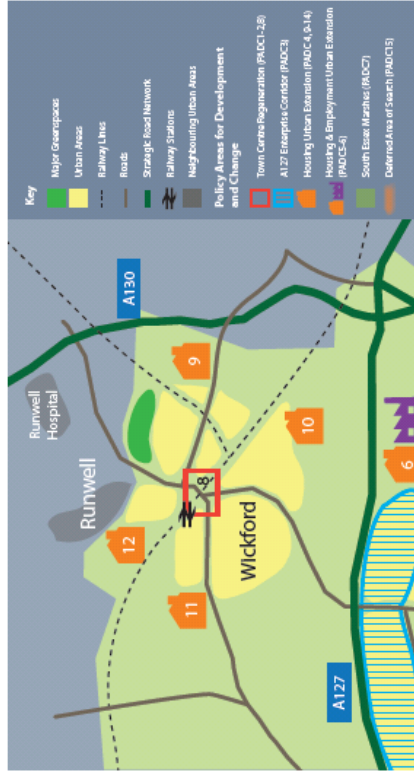 Key
Major Greenspaces
Urban Areas
Railway Lines
Roads
Strategic Road Network
Railway Stations
Neighbouring Urban Areas
Policy Areas for Development
and Change
Town Centre Regeneration (PADC1-2,8)
A127 Enterprise Corridor (PADC3)
Housing Urban Extension (PADC 4, 9-14)
Housing & Employment Urban Extension
(PADC5-6)
South Essex Marshes (PADC7)
Deferred Area of Search (PADC15)
Runwell
Hospital
A130
Runwell
12
9
8
11
Wickford
10
A127
6